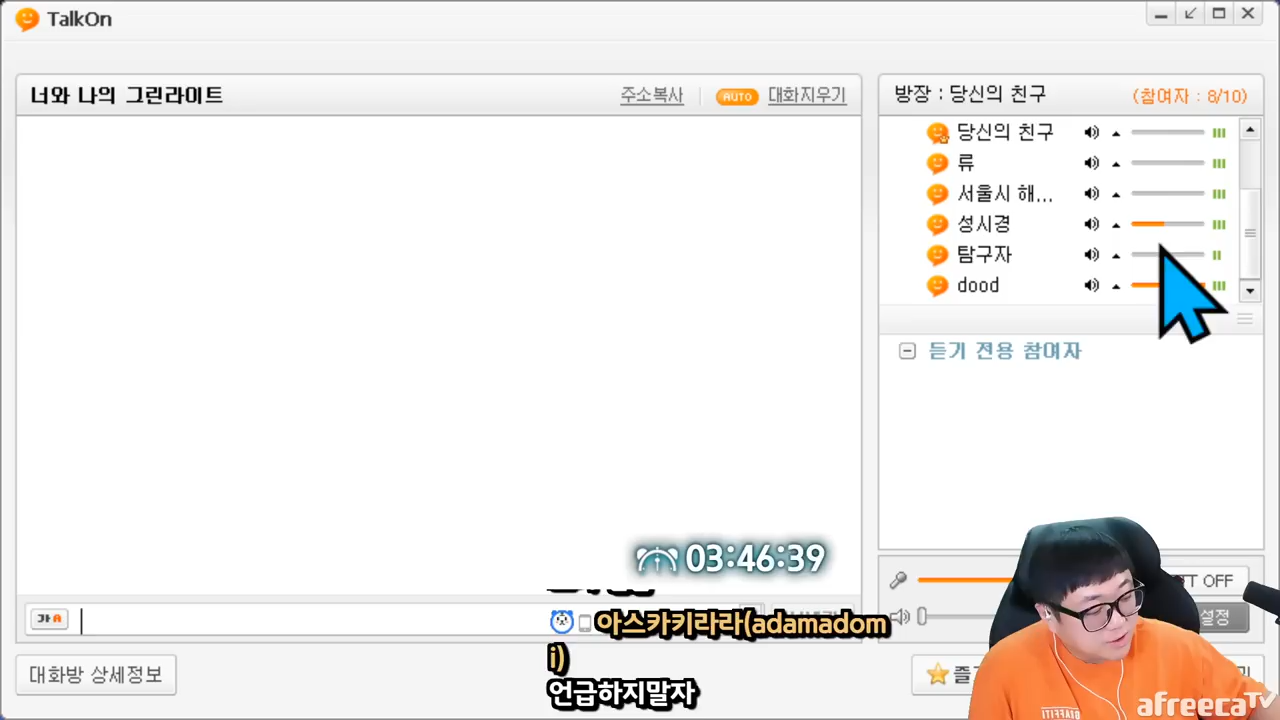 TalkOn
너와 나의 그린라이트
주소복사
AUTO
대화지우기
방장 : 당신의 친구
(참여자 : 8/10)
당신의 친구
류
서울시 해...
성시경
탐구자
dood
듣기 전용 참여자
03:46:39
가A
아스카키라라(adamadom
i)
언급하지말자
OFF
설정
대화방 상세정보
afreecaTV